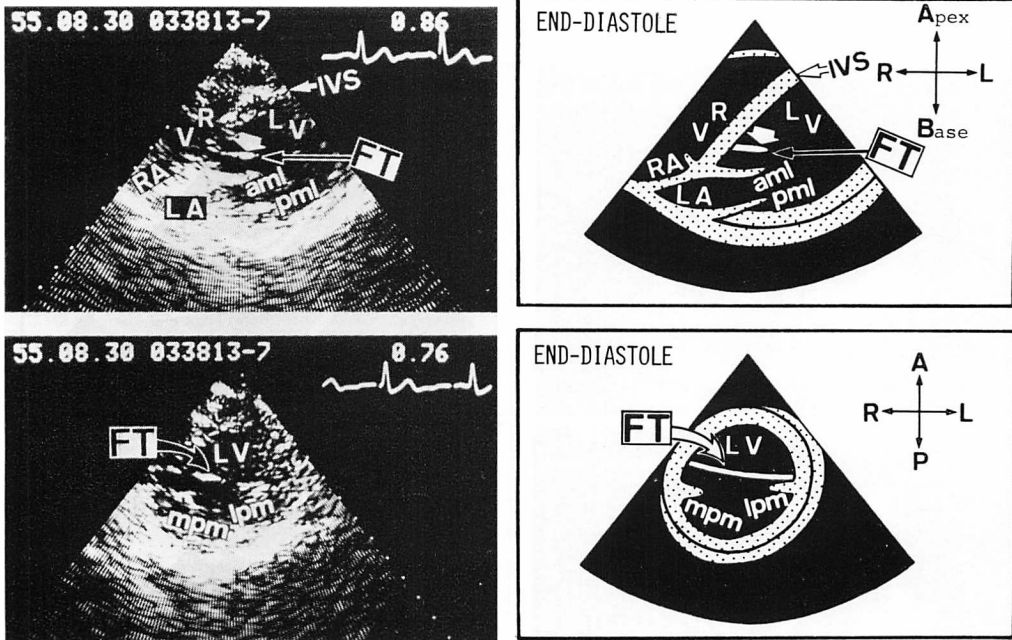 55.08.30 033813-7 0.86
IVS
R
V
L
V
FT
RA
aml
pml
LA
END-DIASTOLE
Apex
R L
Base
IVS
R
V
L
V
FT
RA
aml
pml
LA
55.08.30 033813-7 0.76
FT
LV
mpm
lpm
END-DIASTOLE
A
R L
P
FT
LV
mpm
lpm